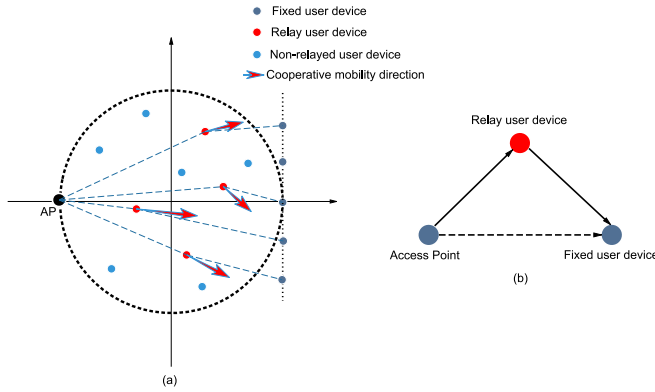 Fixed user device
Relay user device
Non-relayed user device
Cooperative mobility direction
AP
(a)
Relay user device
Access Point
Fixed user device
(b)